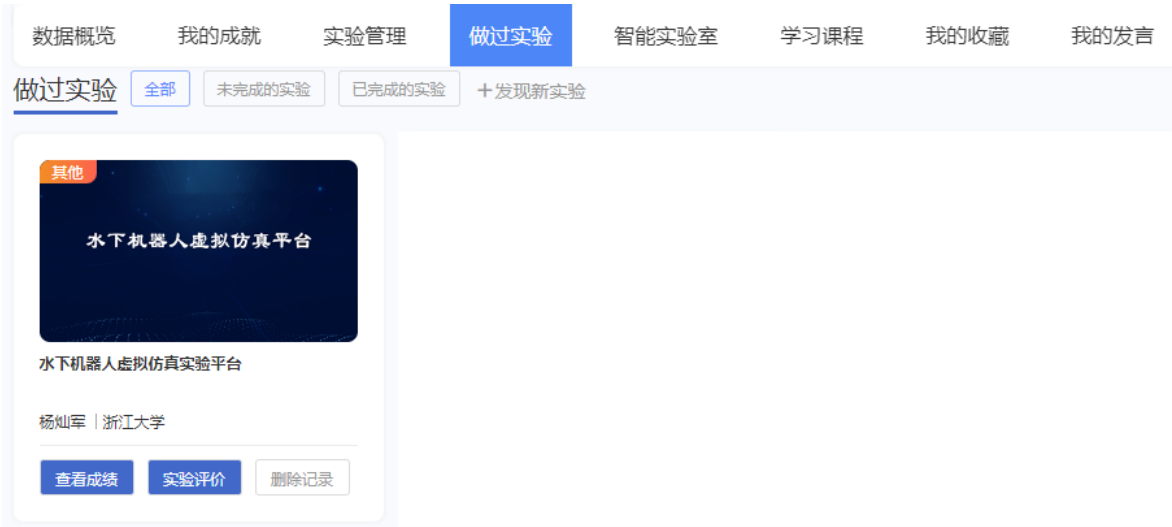 数据概览 我的成就 实验管理 做过实验 智能实验室 学习课程 我的收藏 我的发言
做过实验 全部 未完成的实验 已完成的实验 +发现新实验
其他
水下机器人虚拟仿真平台
水下机器人虚拟仿真实验平台
杨灿军 | 浙江大学
查看成绩 实验评价 删除记录